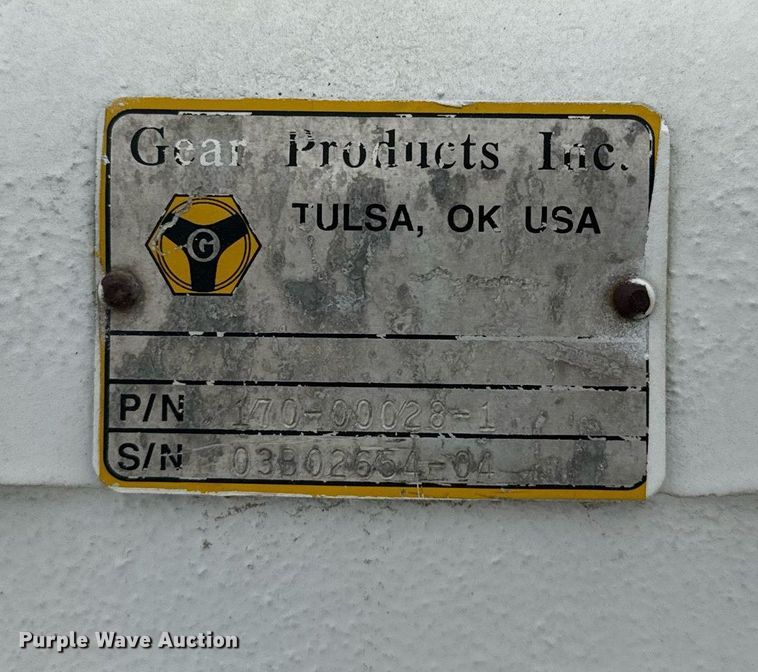 Gear Products Inc.
G
TULSA, OK USA
P/N 170-00028-1
S/N 03B02654-04
Purple Wave Auction